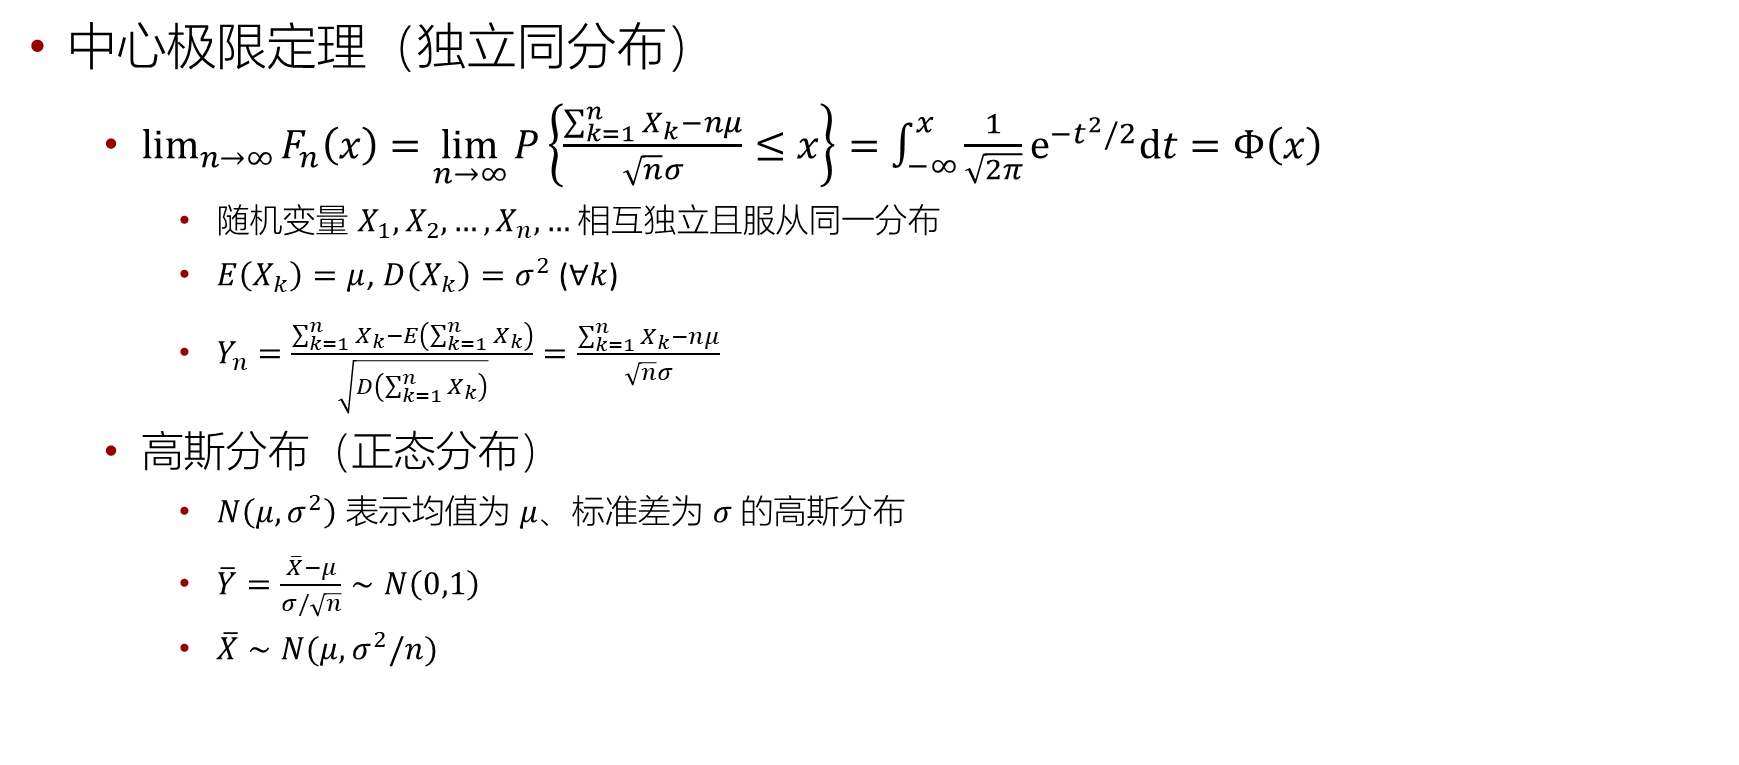 • 中心极限定理（独立同分布）
• lim_{n→∞} F_n(x) = lim_{n→∞} P{(∑_{k=1}^{n} X_k−nμ)/(√n σ) ≤ x} = ∫_{−∞}^{x} (1/√(2π)) e^{−t²/2}dt = Φ(x)
• 随机变量 X₁, X₂, … , Xₙ, … 相互独立且服从同一分布
• E(X_k) = μ, D(X_k) = σ² (∀k)
• Y_n = (∑_{k=1}^{n} X_k−E(∑_{k=1}^{n} X_k))/√(D(∑_{k=1}^{n} X_k)) = (∑_{k=1}^{n} X_k−nμ)/(√n σ)
• 高斯分布（正态分布）
• N(μ, σ²) 表示均值为 μ、标准差为 σ 的高斯分布
• Ȳ = (X̄−μ)/(σ/√n) ~ N(0,1)
• X̄ ~ N(μ, σ²/n)